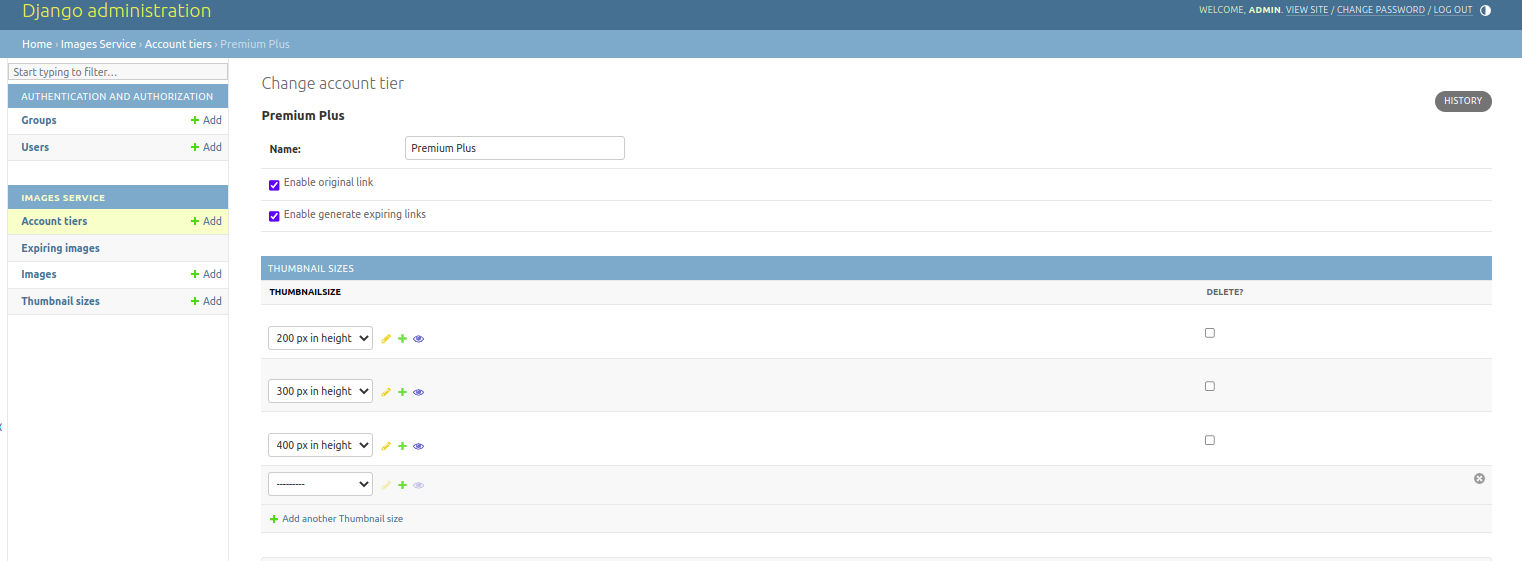 Django administration
WELCOME, ADMIN. VIEW SITE / CHANGE PASSWORD / LOG OUT
Home › Images Service › Account tiers › Premium Plus
Start typing to filter...
AUTHENTICATION AND AUTHORIZATION
Groups + Add
Users + Add
IMAGES SERVICE
Account tiers + Add
Expiring images
Images + Add
Thumbnail sizes + Add
Change account tier
HISTORY
Premium Plus
Name: Premium Plus
Enable original link
Enable generate expiring links
THUMBNAIL SIZES
THUMBNAILSIZE DELETE?
200 px in height
300 px in height
400 px in height
---------
+ Add another Thumbnail size